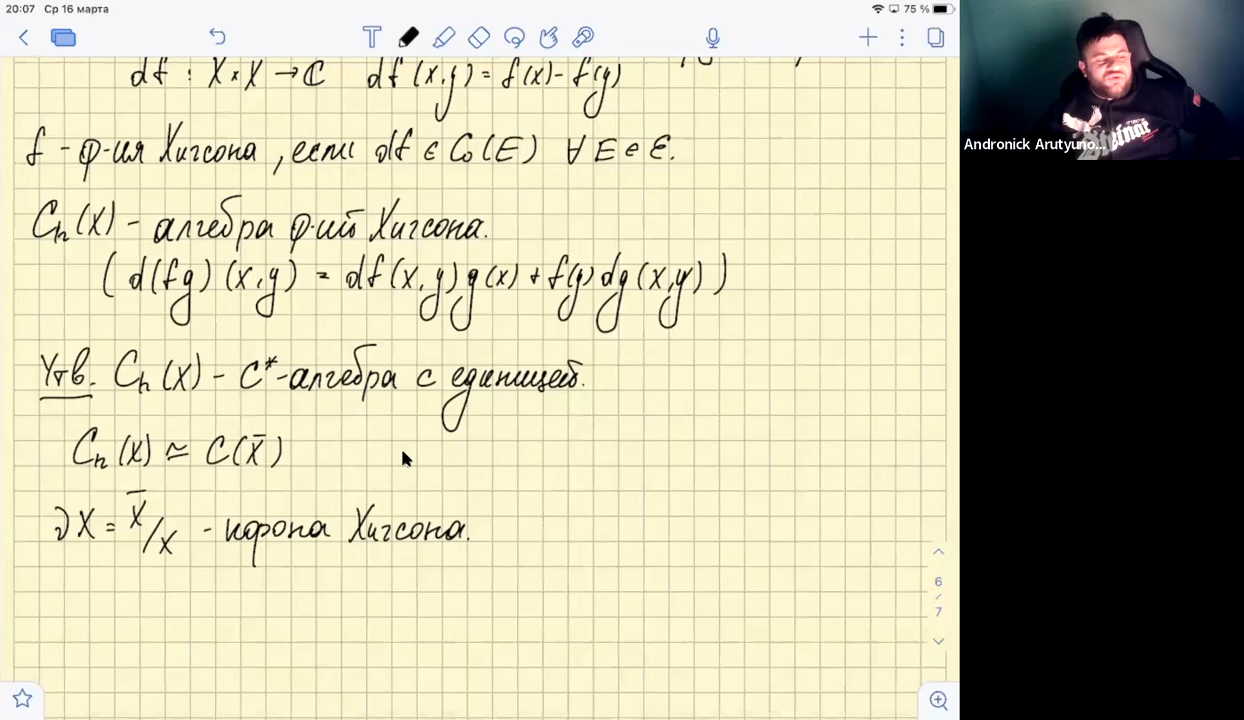 20:07 Ср 16 марта
75 %
df : X × X → ℂ df (x,y) = f(x) - f(y)
f - ф-ия Хигсона, если df ∈ C₀(E) ∀ E ∈ ℰ.
Cₕ(X) - алгебра ф-ий Хигсона.
( d(fg) (x,y) = df(x,y) g(x) + f(y) dg(x,y) )
Утв. Cₕ(X) - C*-алгебра с единицей.
Cₕ(X) ≃ C(X̄)
∂X = X̄/X - корона Хигсона.
6
/
7
Andronick Arutyuno...